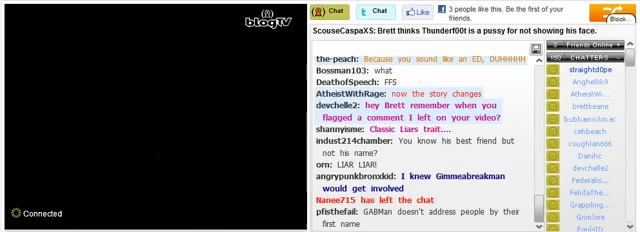 blogTV
Chat
Chat
Like
3 people like this. Be the first of your
friends.
Block...
ScouseCaspaXS: Brett thinks Thunderf00t is a pussy for not showing his face.
3 Friends Online
150 CHATTERS
the-peach: Because you sound like an ED, DUHHHHH
Bossman103: what
DeathofSpeech: FFS
AtheistWithRage: now the story changes
devchelle2: hey Brett remember when you
flagged a comment I left on your video?
shannyisme: Classic Liars trait....
indust214chamber: You know his best friend but
not his name?
orn: LIAR LIAR!
angrypunkbronxkid: I knew Gimmeabreakman
would get involved
Nanee715 has left the chat
pfisthefail: GABMan doesn't address people by their
first name
straightd0pe
Anghellik9
AtheistWi...
brettkeane
bubbamickmac
cehbeach
coughlan666
Danihc
devchelle2
Federalis...
FelidaThe...
Grappling...
Grimlore
PaulsID
Connected